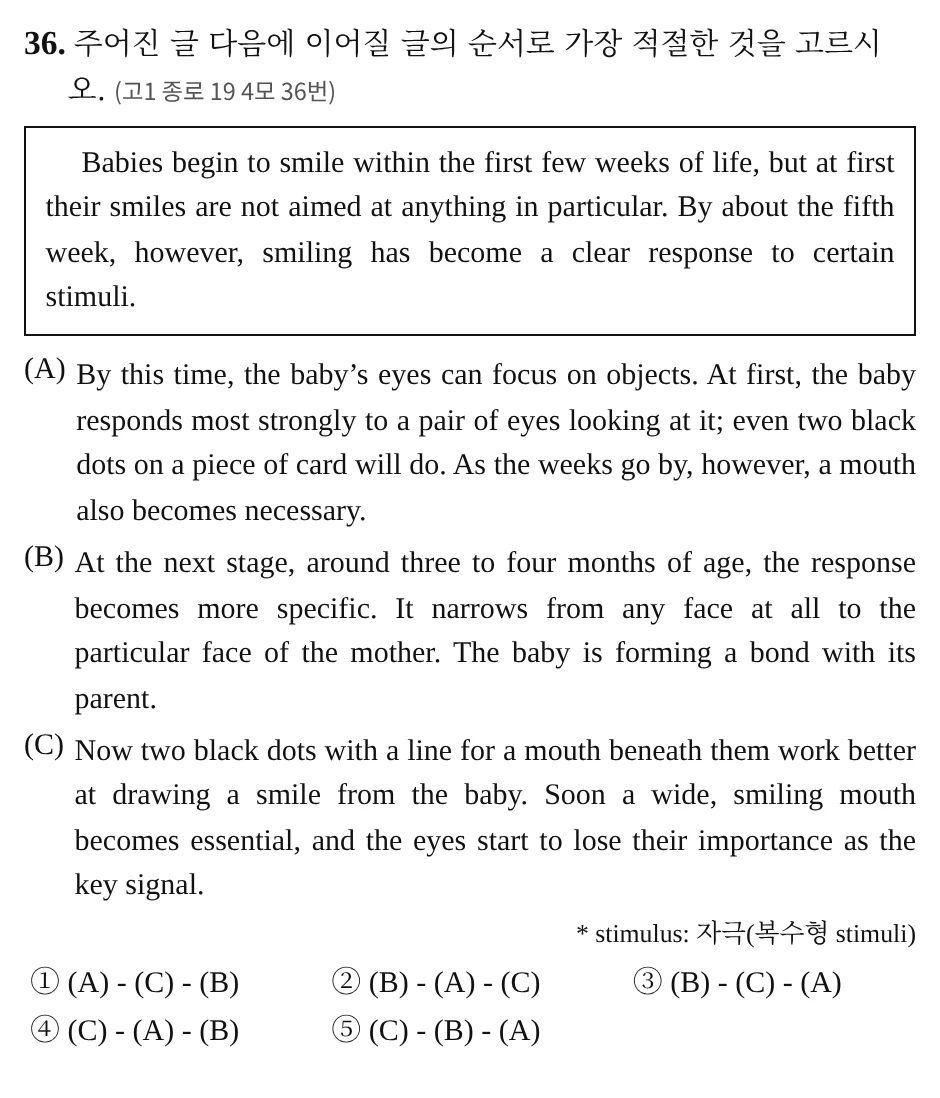 36. 주어진 글 다음에 이어질 글의 순서로 가장 적절한 것을 고르시
오. (고1 종로 19 4모 36번)
Babies begin to smile within the first few weeks of life, but at first
their smiles are not aimed at anything in particular. By about the fifth
week, however, smiling has become a clear response to certain
stimuli.
(A) By this time, the baby’s eyes can focus on objects. At first, the baby
responds most strongly to a pair of eyes looking at it; even two black
dots on a piece of card will do. As the weeks go by, however, a mouth
also becomes necessary.
(B) At the next stage, around three to four months of age, the response
becomes more specific. It narrows from any face at all to the
particular face of the mother. The baby is forming a bond with its
parent.
(C) Now two black dots with a line for a mouth beneath them work better
at drawing a smile from the baby. Soon a wide, smiling mouth
becomes essential, and the eyes start to lose their importance as the
key signal.
* stimulus: 자극(복수형 stimuli)
① (A) - (C) - (B) ② (B) - (A) - (C) ③ (B) - (C) - (A)
④ (C) - (A) - (B) ⑤ (C) - (B) - (A)